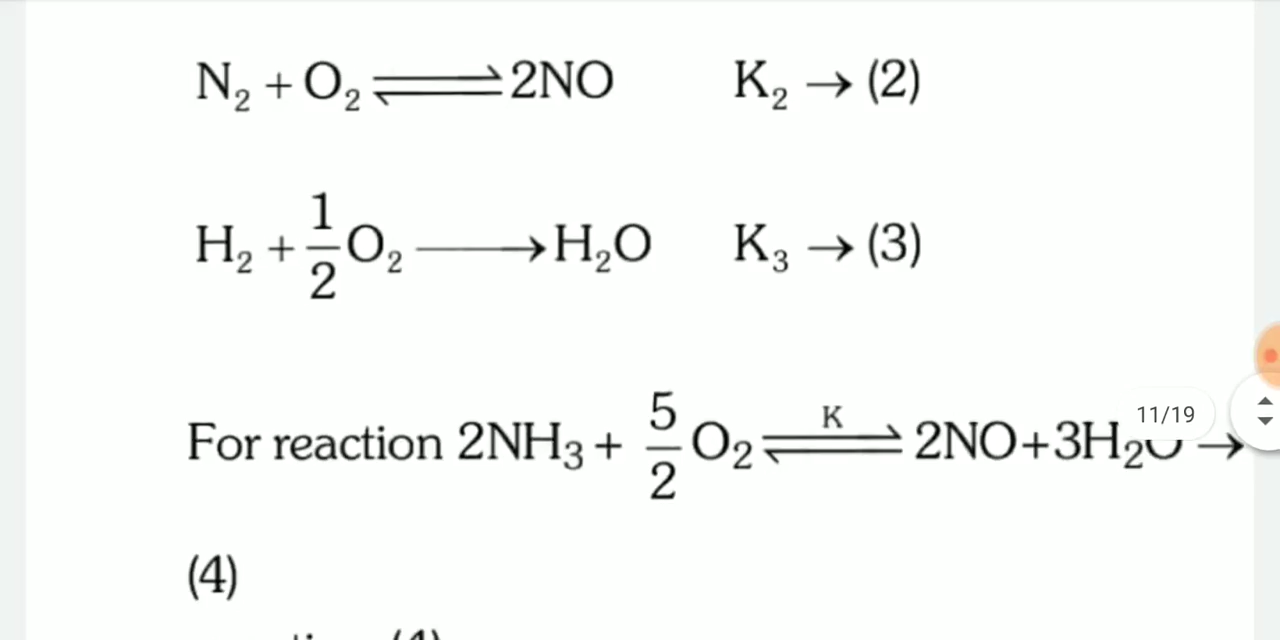 N₂ + O₂ ⇌ 2NO K₂ → (2)
H₂ + 1/2 O₂ ⟶ H₂O K₃ → (3)
11/19
For reaction 2NH₃ + 5/2 O₂ ⇌ᴷ 2NO+3H₂O →
(4)